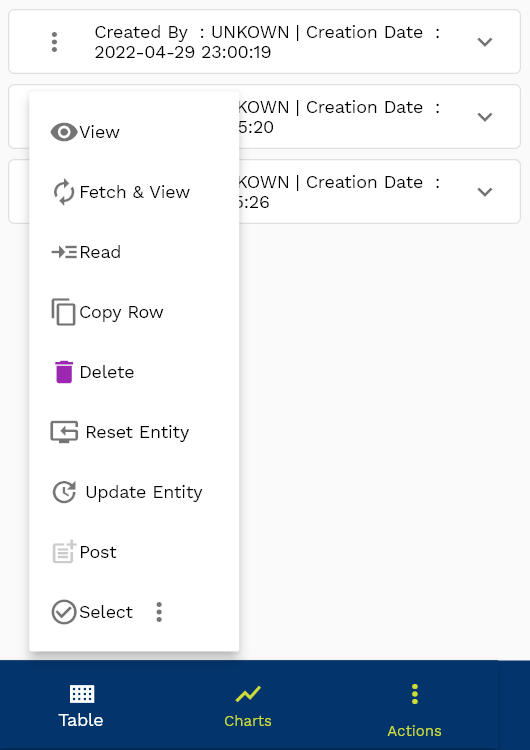 Created By : UNKOWN | Creation Date :
2022-04-29 23:00:19
KOWN | Creation Date :
5:20
KOWN | Creation Date :
5:26
View
Fetch & View
Read
Copy Row
Delete
Reset Entity
Update Entity
Post
Select
Table
Charts
Actions